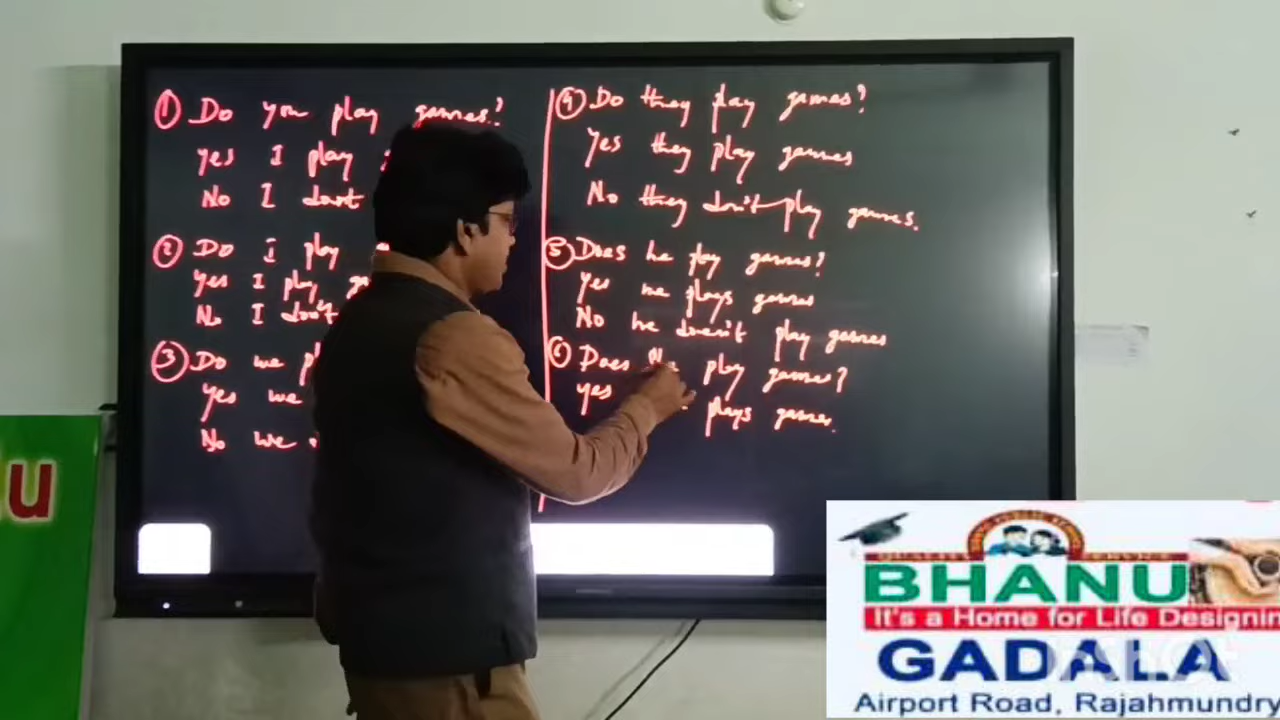 ① Do you play games?
Yes I play
No I don't
② Do I play
Yes I play
No I don't
③ Do we
Yes we
No we
④ Do they play games?
Yes they play games
No they don't play games.
⑤ Does he play games?
Yes he plays games
No he doesn't play games
⑥ Does play games?
Yes plays games.
u
QUALITY SERVICE
BHANU
It's a Home for Life Designin
GADALA
Airport Road, Rajahmundry